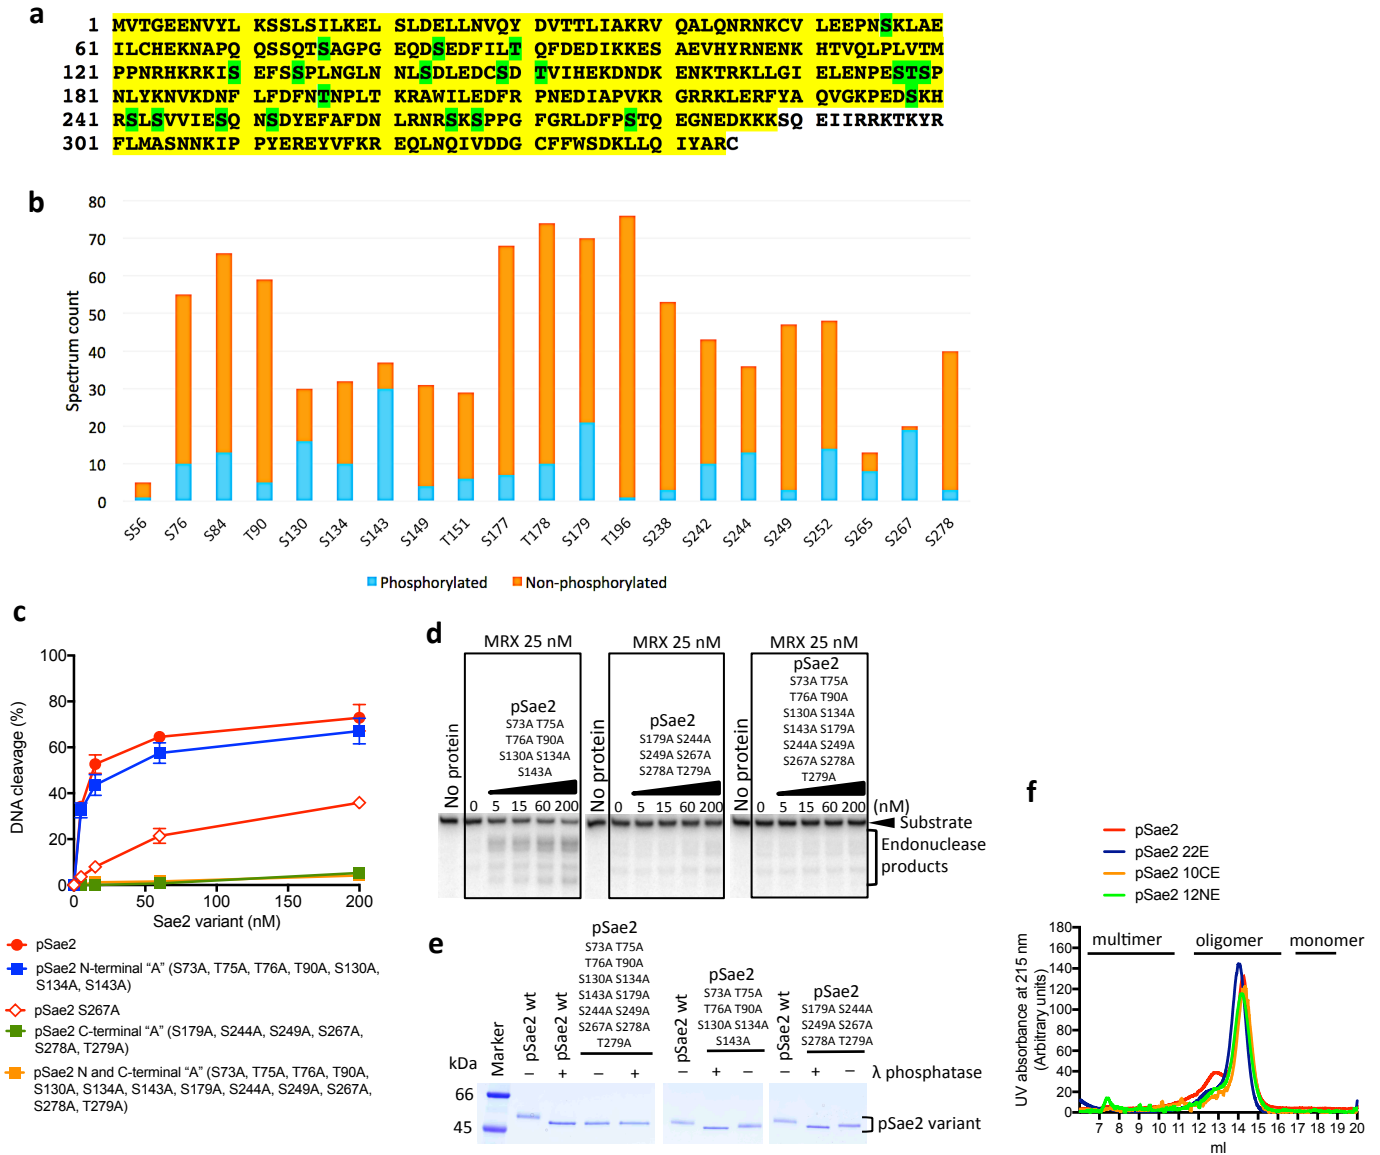 a
1 MVTGEENVYL KSSLSILKEL SLDELLNVQY DVTTLIAKRV QALQNRNKCV LEEPNSKLAE
61 ILCHEKNAPQ QSSQTSAGPG EQDSEDFILT QFDEDIKKES AEVHYRNENK HTVQLPLVTM
121 PPNRHKRKIS EFSSPLNGLN NLSDLEDCSD TVIHEKDNDK ENKTRKLLGI ELENPESTSP
181 NLYKNVKDNF LFDFNTNPLT KRAWILEDFR PNEDIAPVKR GRRKLERFYA QVGKPEDSKH
241 RSLSVVIESQ NSDYEFAFDN LRNRSKSPPG FGRLDFPSTQ EGNEDKKKSQ EIIRRKTKYR
301 FLMASNNKIP PYEREYVFKR EQLNQIVDDG CFFWSDKLLQ IYARC
b
Spectrum count
80
70
60
50
40
30
20
10
0
S56 S76 S84 T90 S130 S134 S143 S149 T151 S177 T178 S179 T196 S238 S242 S244 S249 S252 S265 S267 S278
Phosphorylated Non-phosphorylated
c
DNA cleavage (%)
100
80
60
40
20
0
0 50 100 150 200
Sae2 variant (nM)
pSae2
pSae2 N-terminal “A” (S73A, T75A, T76A, T90A, S130A,
S134A, S143A)
pSae2 S267A
pSae2 C-terminal “A” (S179A, S244A, S249A, S267A,
S278A, T279A)
pSae2 N and C-terminal “A” (S73A, T75A, T76A, T90A,
S130A, S134A, S143A, S179A, S244A, S249A, S267A,
S278A, T279A)
d
MRX 25 nM
No protein
pSae2
S73A T75A
T76A T90A
S130A S134A
S143A
0 5 15 60 200
MRX 25 nM
No protein
pSae2
S179A S244A
S249A S267A
S278A T279A
0 5 15 60 200
MRX 25 nM
No protein
pSae2
S73A T75A
T76A T90A
S130A S134A
S143A S179A
S244A S249A
S267A S278A
T279A
0 5 15 60 200 (nM)
Substrate
Endonuclease
products
e
kDa
66
45
Marker
pSae2 wt
pSae2 wt
pSae2
S73A T75A
T76A T90A
S130A S134A
S143A S179A
S244A S249A
S267A S278A
T279A
− + − +
pSae2 wt
pSae2
S73A T75A
T76A T90A
S130A S134A
S143A
− + −
pSae2 wt
pSae2
S179A S244A
S249A S267A
S278A T279A
− + −
λ phosphatase
pSae2 variant
f
pSae2
pSae2 22E
pSae2 10CE
pSae2 12NE
UV absorbance at 215 nm
(Arbitrary units)
180
160
140
120
100
80
60
40
20
0
multimer oligomer monomer
7 8 9 10 11 12 13 14 15 16 17 18 19 20
ml